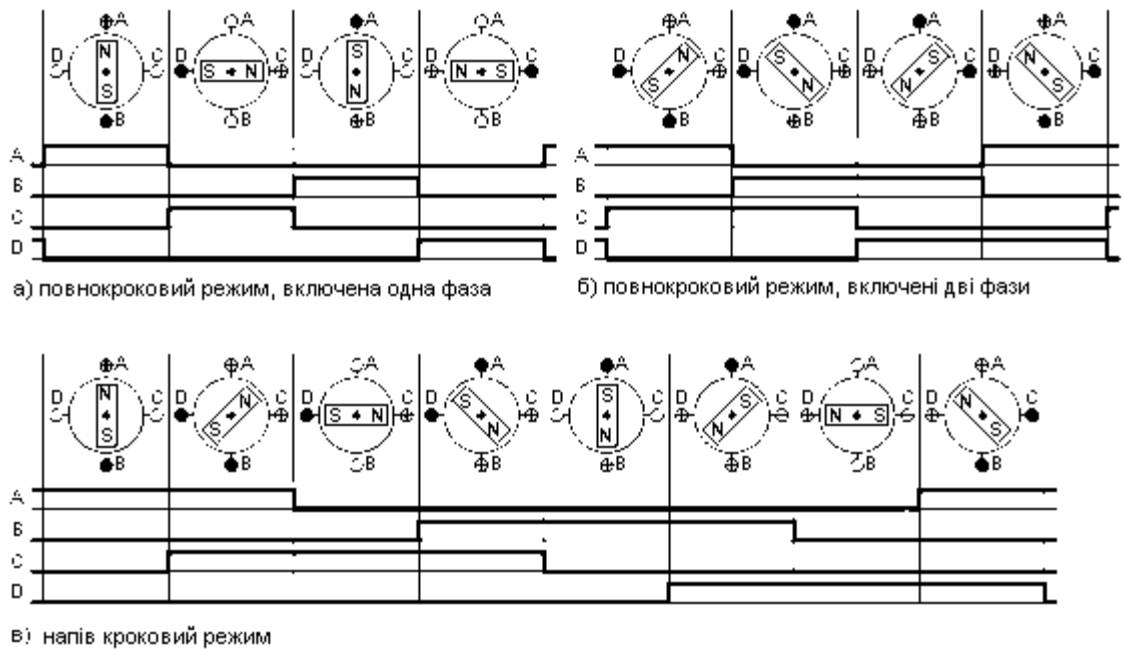 A A A A A A A A
D N S C D S N C D S N C D N S C D N S C D S N C D S N C D N S C
B B B B B B B B
A A
B B
C C
D D
а) повнокроковий режим, включена одна фаза
б) повнокроковий режим, включені дві фази
A A A A A A A A
D N S C D N S C D S N C D S N C D S N C D S N C D N S C D N S C
B B B B B B B B
A
B
C
D
в) напів кроковий режим